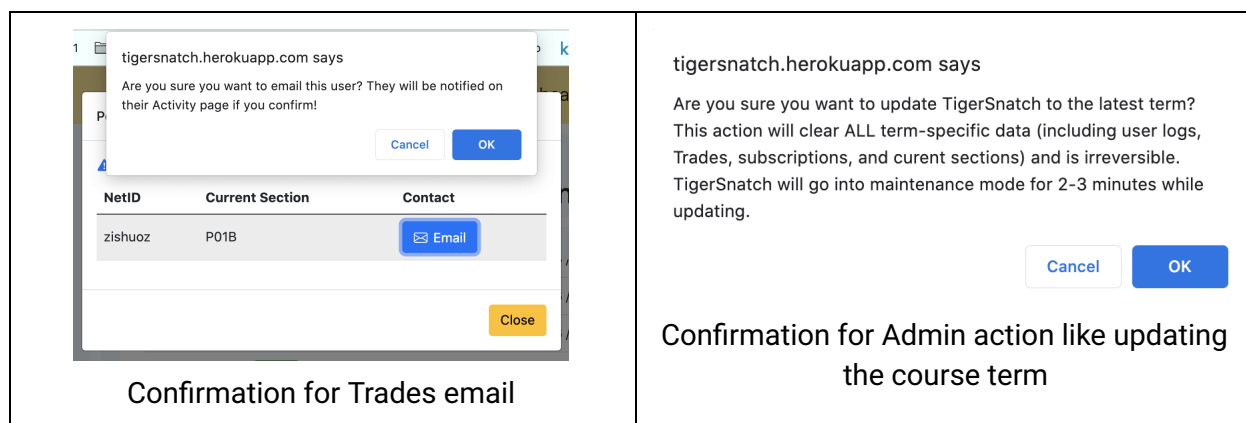 tigersnatch.herokuapp.com says
Are you sure you want to email this user? They will be notified on
their Activity page if you confirm!
Cancel
OK
NetID Current Section Contact
zishuoz P01B Email
Close
Confirmation for Trades email
tigersnatch.herokuapp.com says
Are you sure you want to update TigerSnatch to the latest term?
This action will clear ALL term-specific data (including user logs,
Trades, subscriptions, and curent sections) and is irreversible.
TigerSnatch will go into maintenance mode for 2-3 minutes while
updating.
Cancel
OK
Confirmation for Admin action like updating
the course term